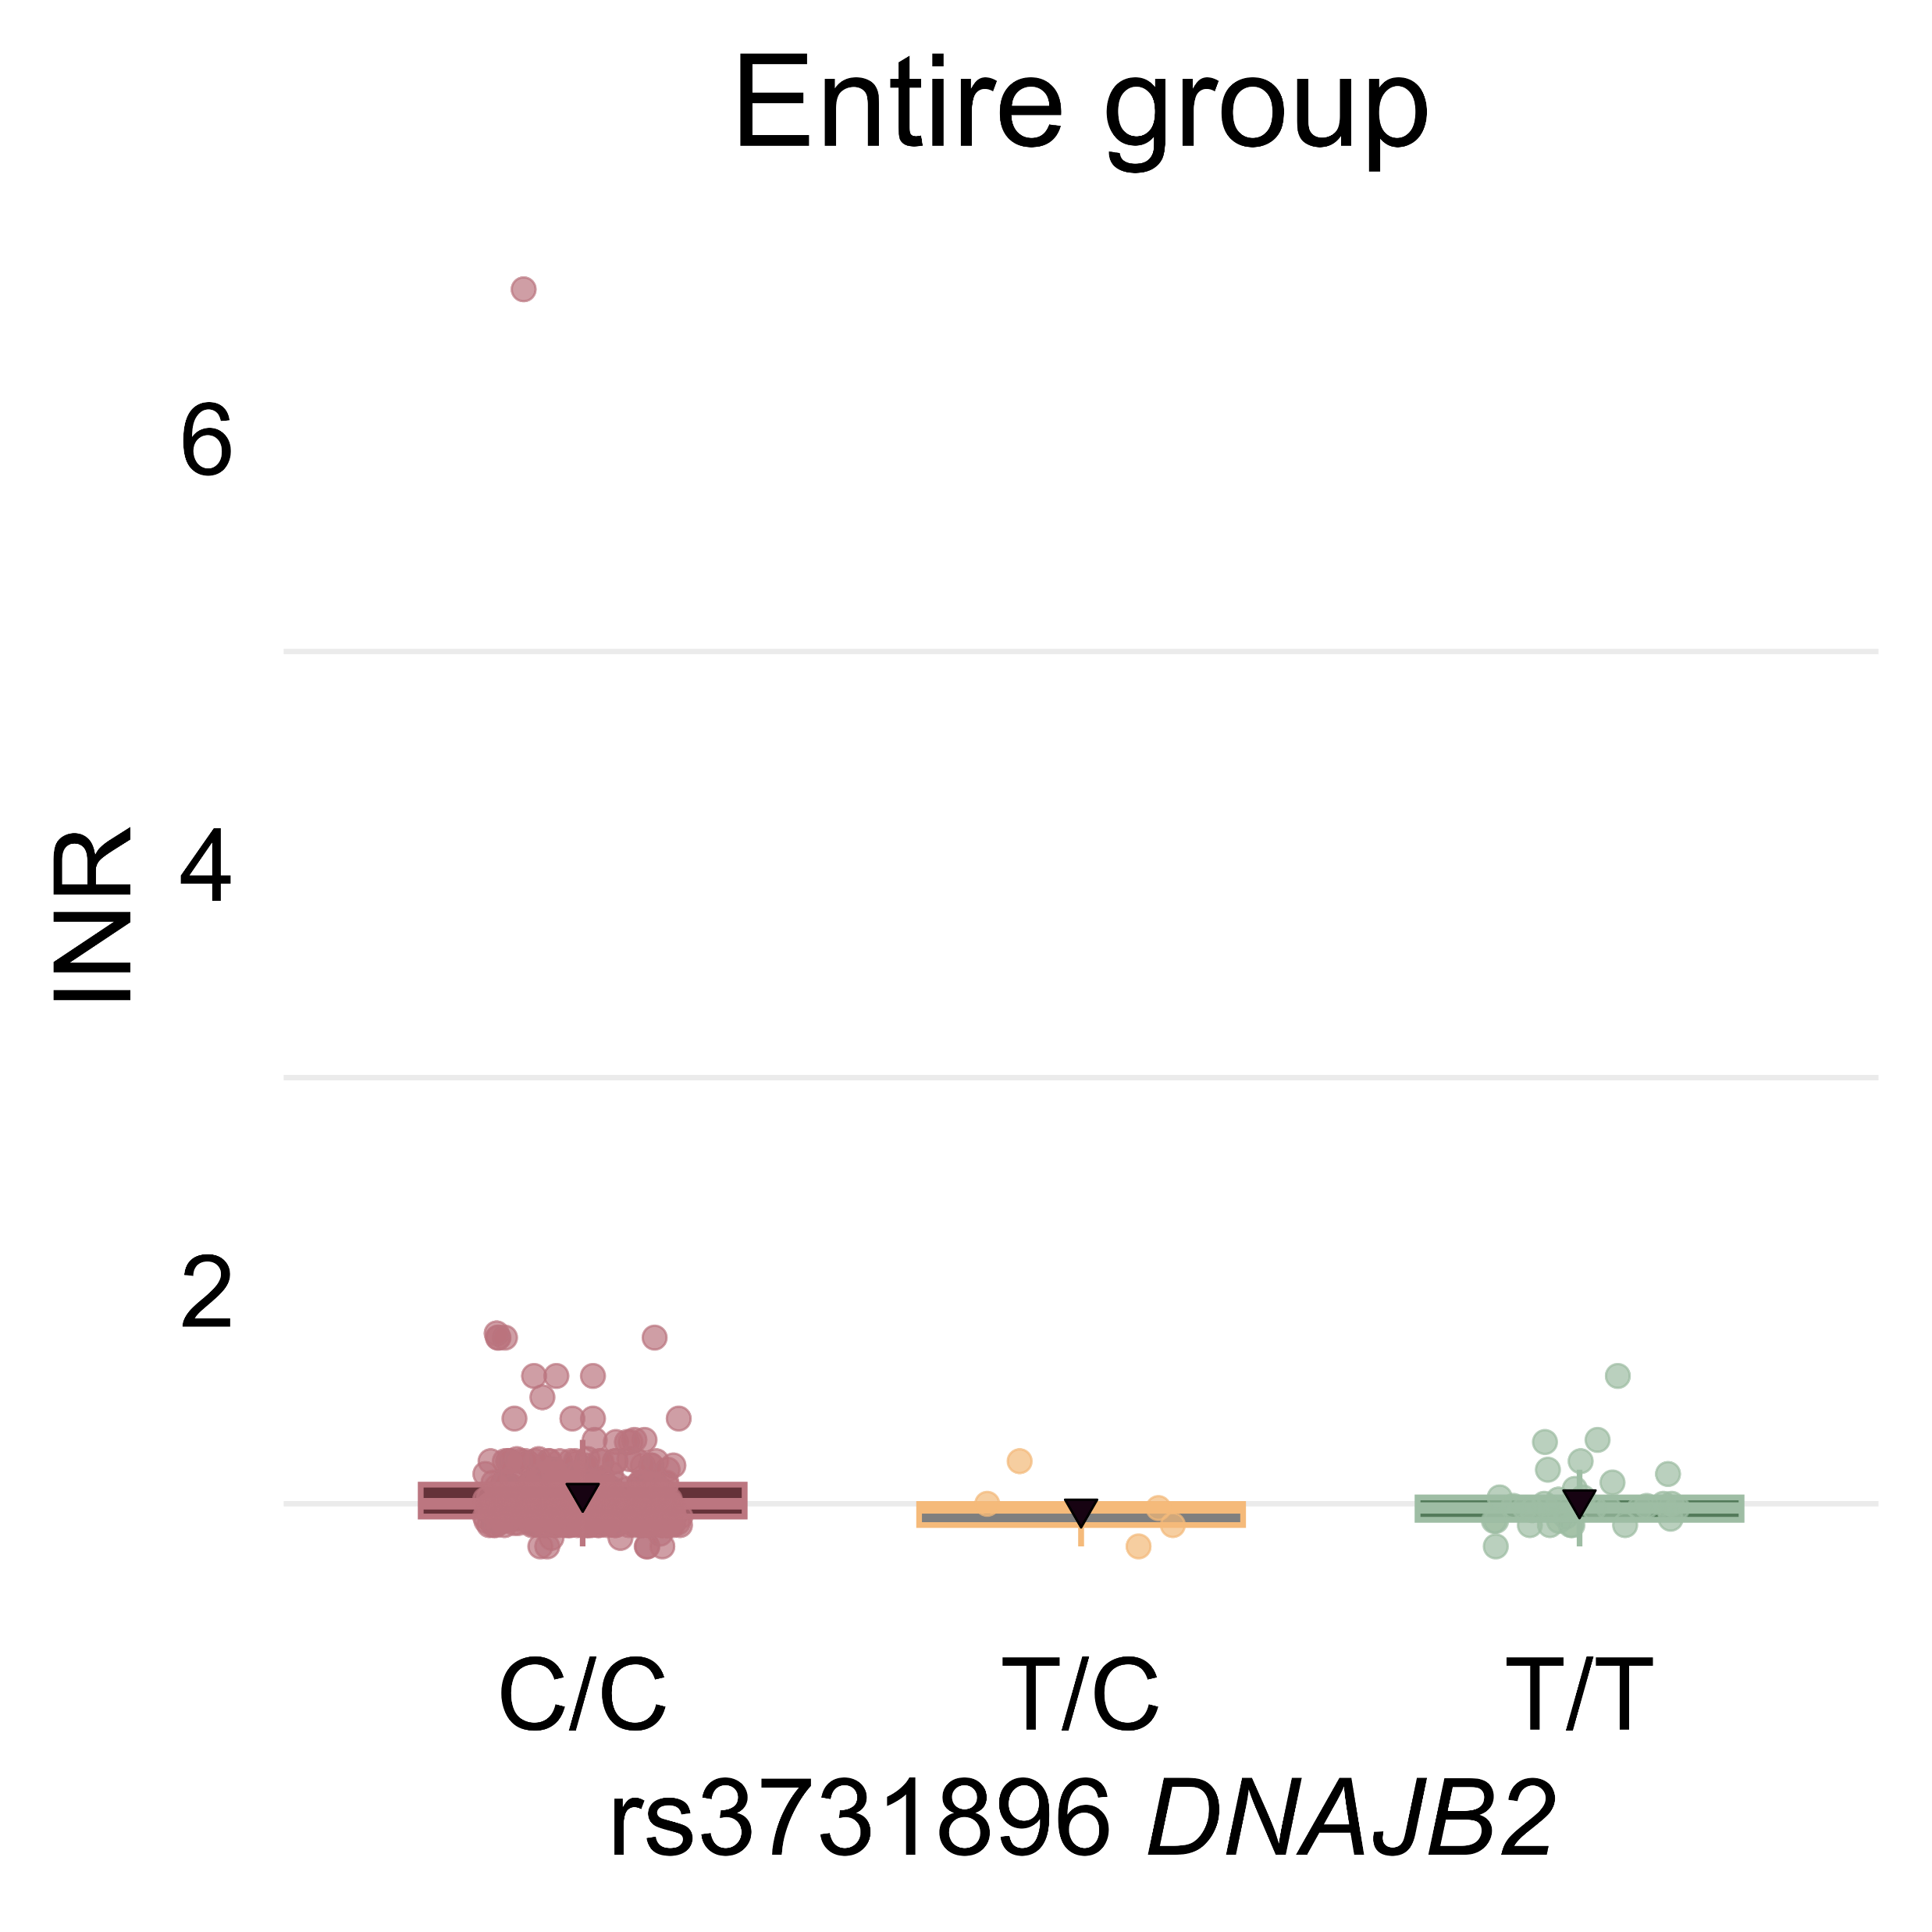 Entire group
6
4
2
INR
C/C T/C T/T
rs3731896 DNAJB2